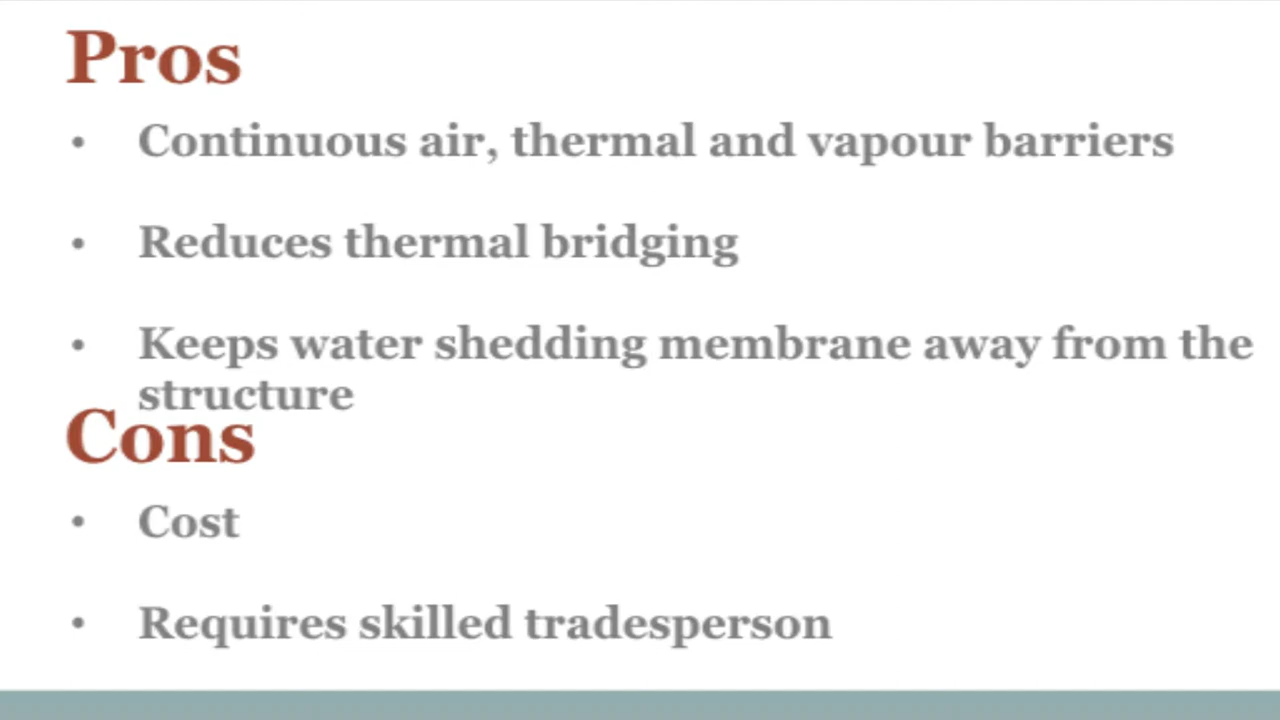 Pros
• Continuous air, thermal and vapour barriers
• Reduces thermal bridging
• Keeps water shedding membrane away from the
structure
Cons
• Cost
• Requires skilled tradesperson